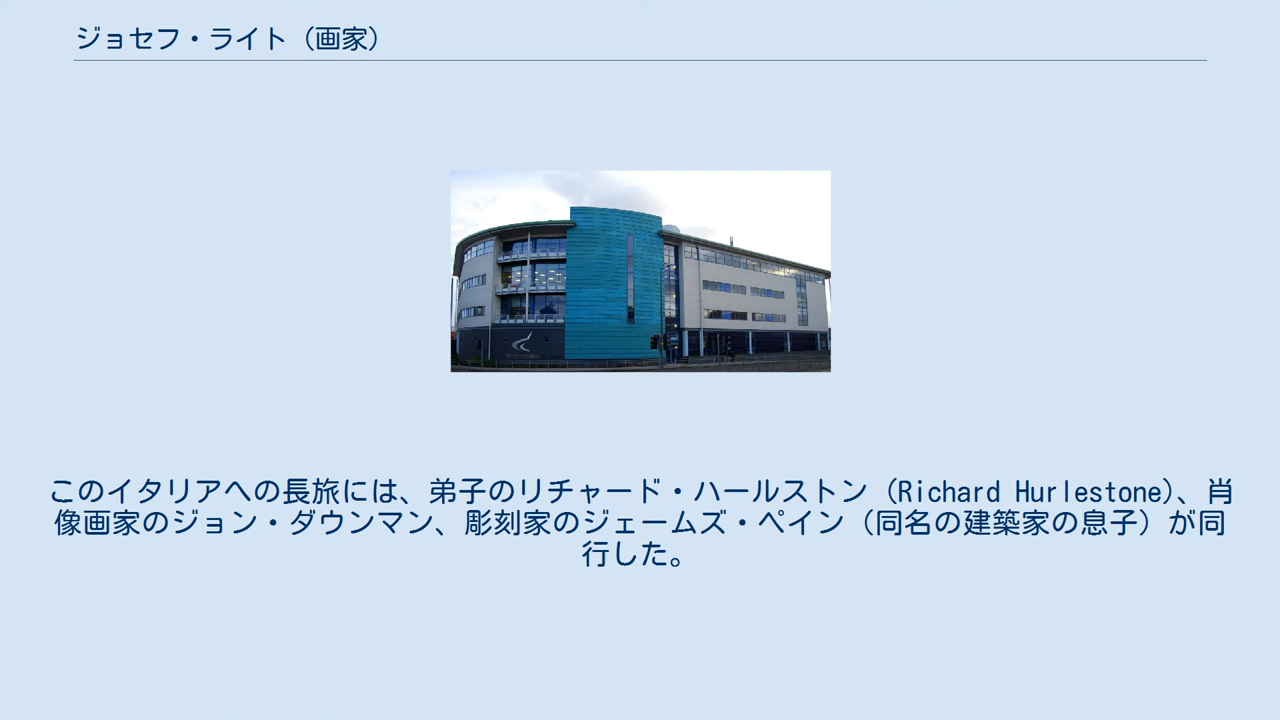 ジョセフ・ライト（画家）
このイタリアへの長旅には、弟子のリチャード・ハールストン（Richard Hurlestone)、肖
像画家のジョン・ダウンマン、彫刻家のジェームズ・ペイン（同名の建築家の息子）が同
行した。